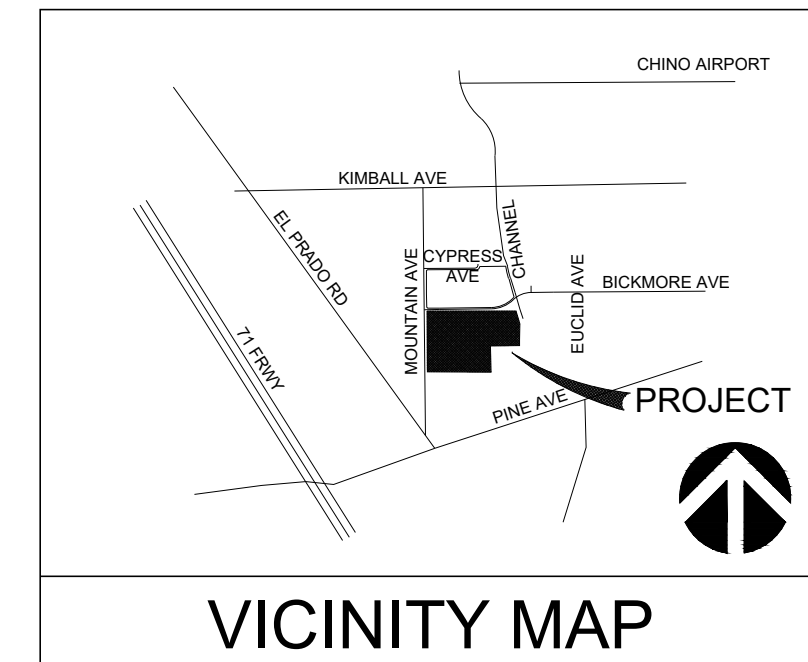 CHINO AIRPORT
KIMBALL AVE
EL PRADO RD
MOUNTAIN AVE
CYPRESS
AVE
CHANNEL
EUCLID AVE
BICKMORE AVE
71 FRWY
PINE AVE
PROJECT
VICINITY MAP